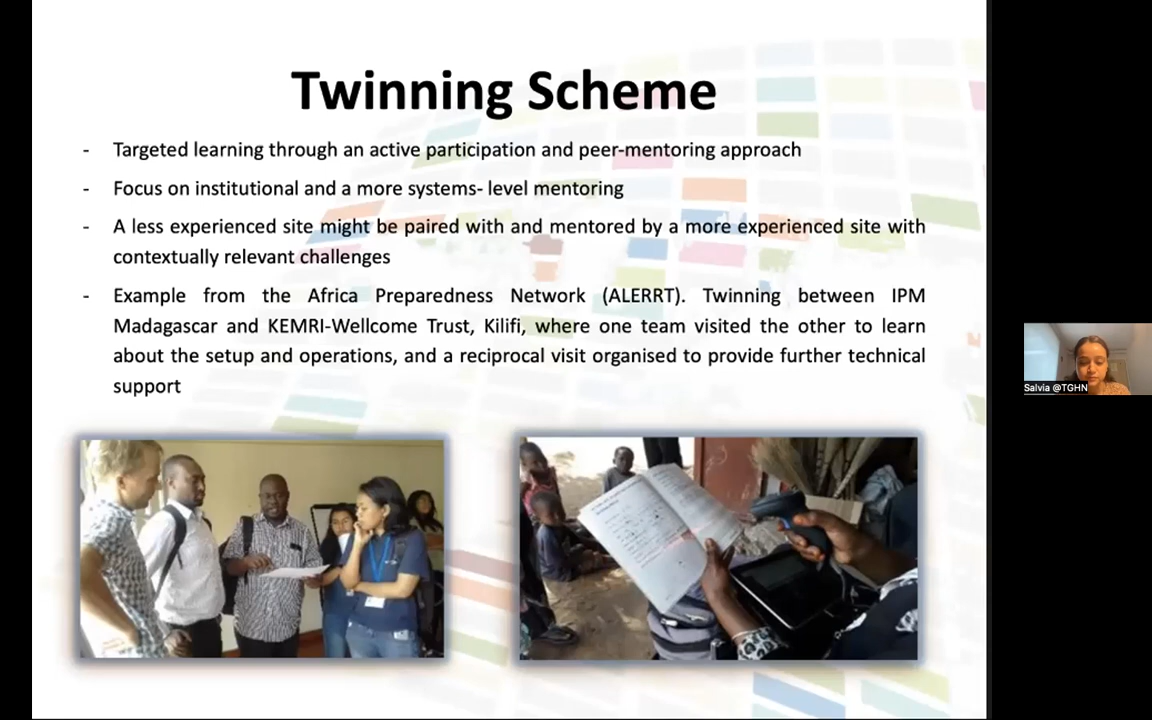 Twinning Scheme
- Targeted learning through an active participation and peer-mentoring approach
- Focus on institutional and a more systems- level mentoring
- A less experienced site might be paired with and mentored by a more experienced site with
contextually relevant challenges
- Example from the Africa Preparedness Network (ALERRT). Twinning between IPM
Madagascar and KEMRI-Wellcome Trust, Kilifi, where one team visited the other to learn
about the setup and operations, and a reciprocal visit organised to provide further technical
support
Salvia @TGHN